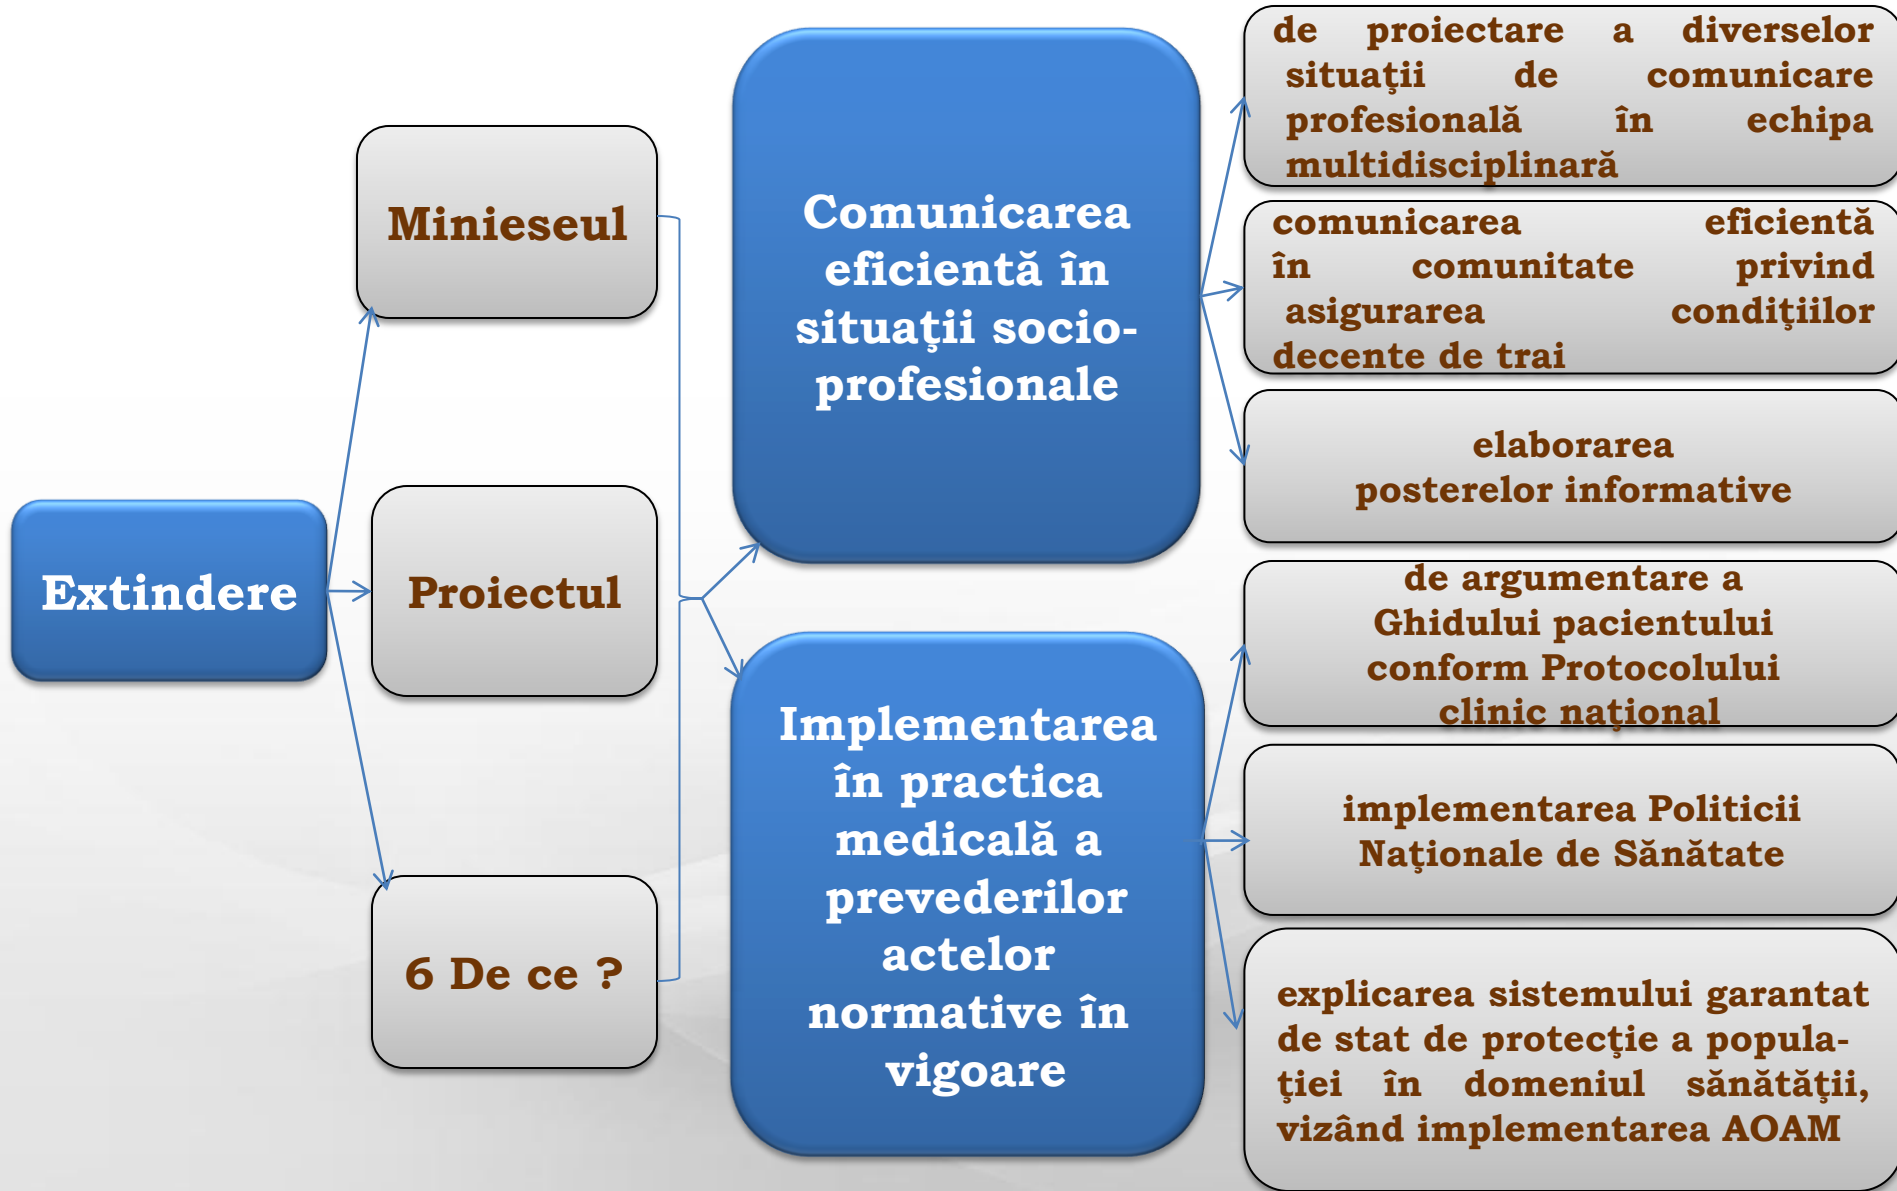 Extindere
Minieseul
Proiectul
6 De ce ?
Comunicarea
eficientă în
situaţii socio-
profesionale
Implementarea
în practica
medicală a
prevederilor
actelor
normative în
vigoare
de proiectare a diverselor
situaţii de comunicare
profesională în echipa
multidisciplinară
comunicarea eficientă
în comunitate privind
asigurarea condiţiilor
decente de trai
elaborarea
posterelor informative
de argumentare a
Ghidului pacientului
conform Protocolului
clinic naţional
implementarea Politicii
Naţionale de Sănătate
explicarea sistemului garantat
de stat de protecţie a popula-
ţiei în domeniul sănătăţii,
vizând implementarea AOAM